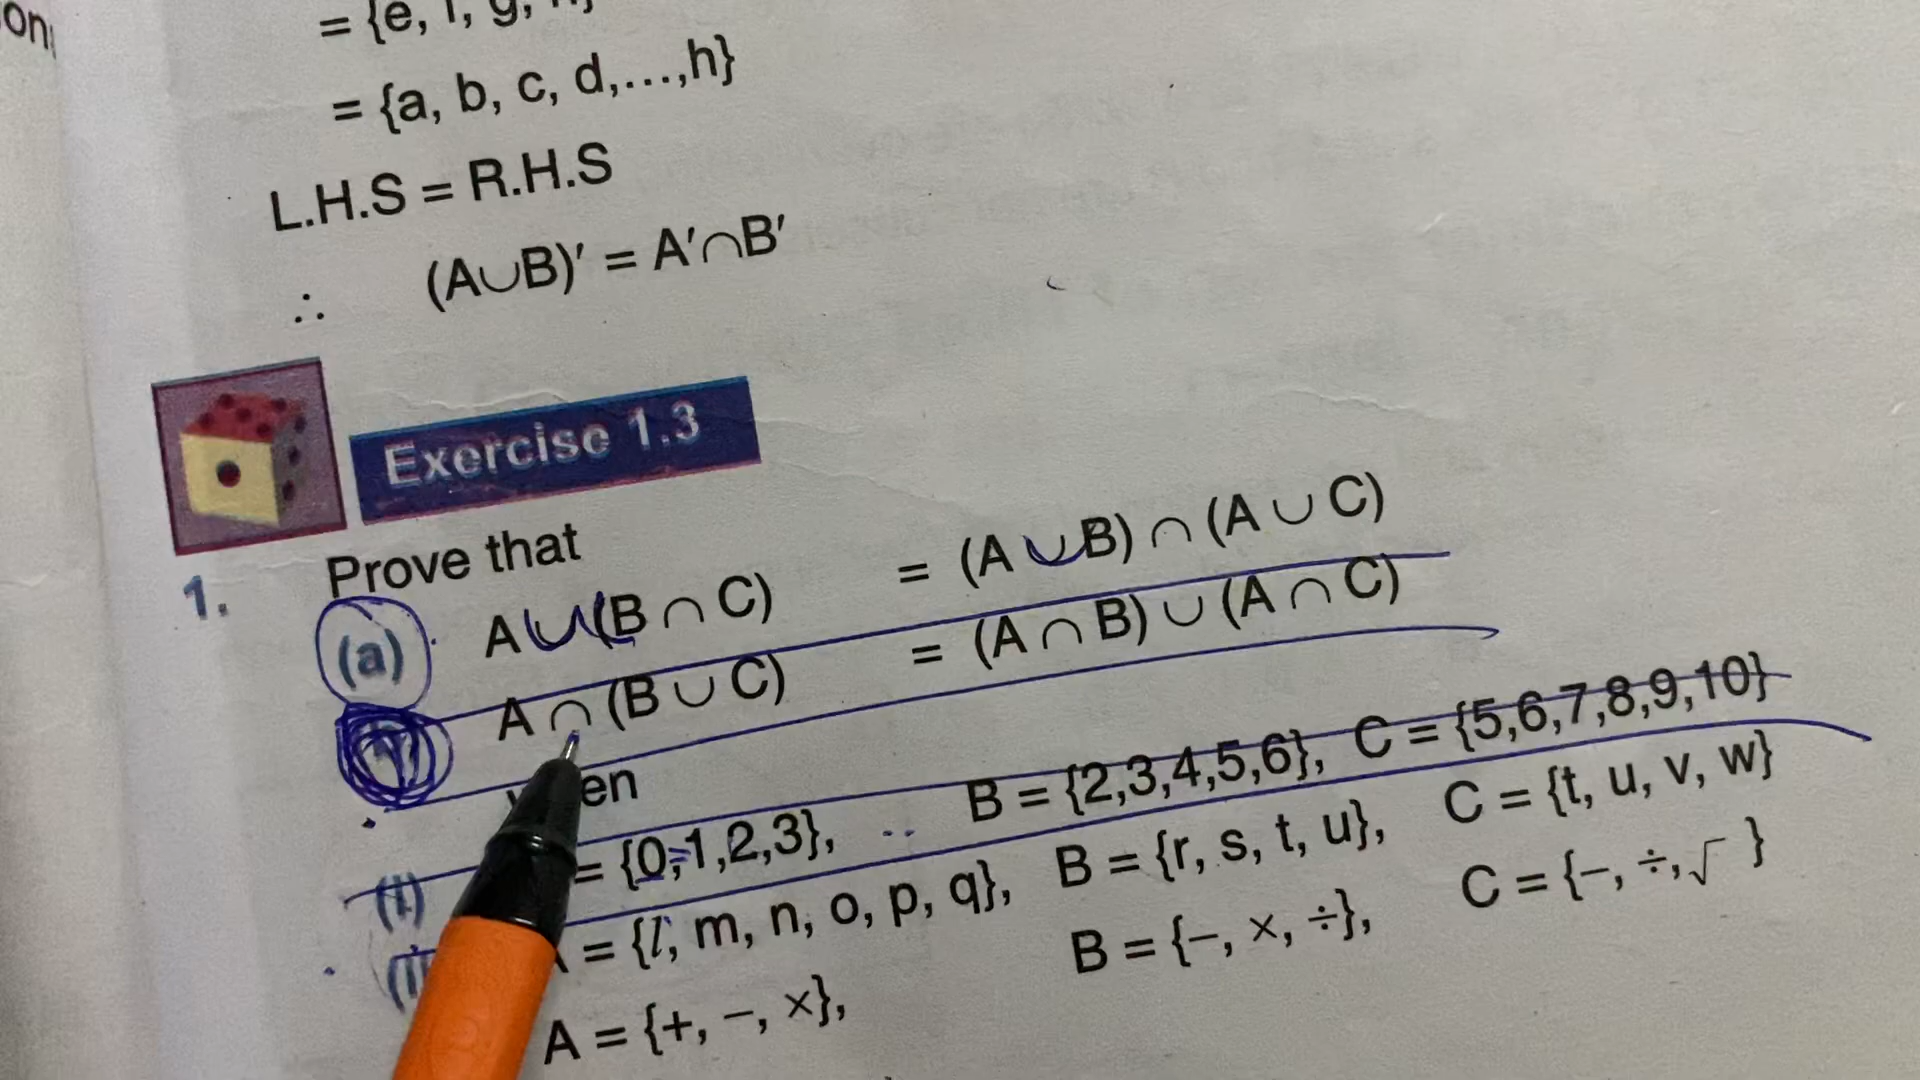 = {e,
= {a, b, c, d,...,h}
L.H.S = R.H.S
∴ (A∪B)′ = A′∩B′
Exercise 1.3
1. Prove that
(a) A∪(B ∩ C) = (A ∪ B) ∩ (A ∪ C)
A ∩ (B ∪ C) = (A ∩ B) ∪ (A ∩ C)
(i) = {0,1,2,3}, B = {2,3,4,5,6}, C = {5,6,7,8,9,10}
= {l, m, n, o, p, q}, B = {r, s, t, u}, C = {t, u, v, w}
A = {+, −, ×}, B = {−, ×, ÷}, C = {−, ÷, √ }